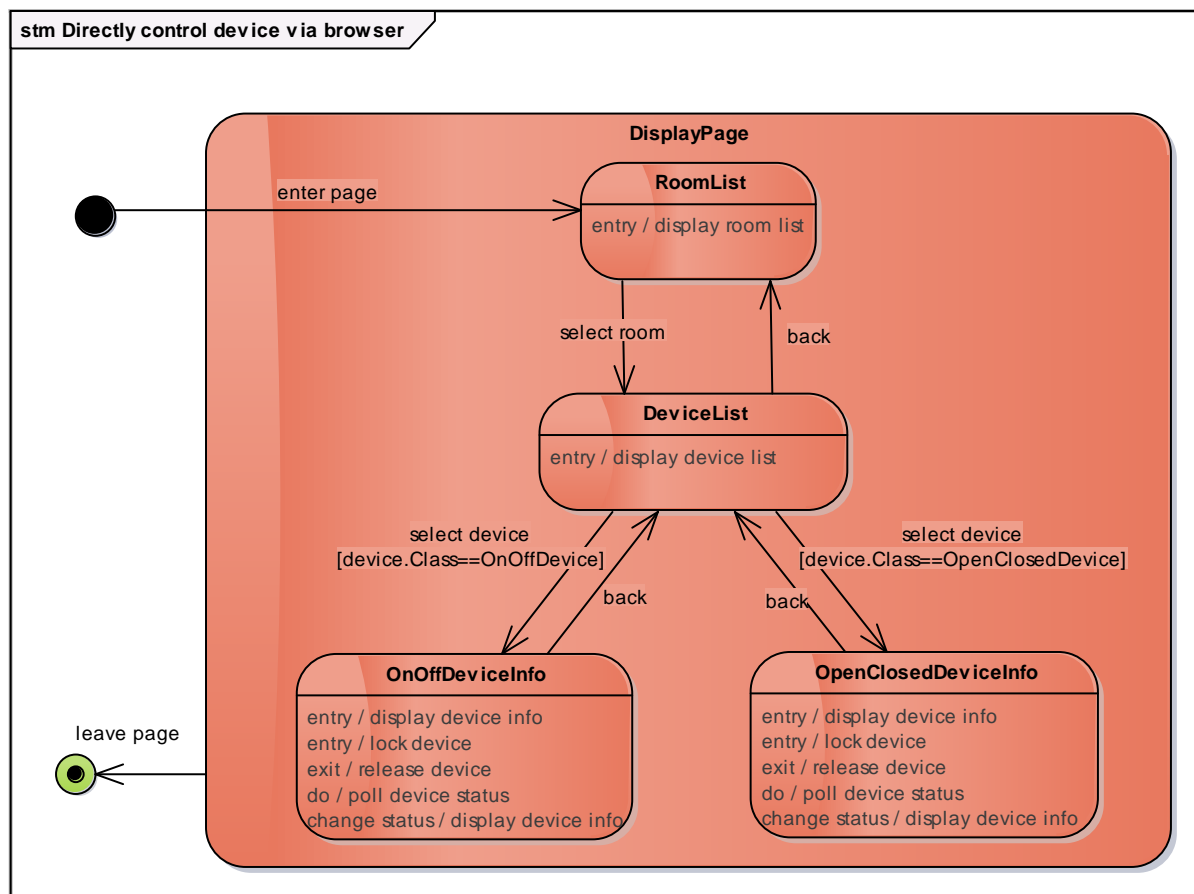 stm Directly control device via browser
DisplayPage
RoomList
enter page
entry / display room list
select room
back
DeviceList
entry / display device list
select device
[device.Class==OnOffDevice]
select device
[device.Class==OpenClosedDevice]
back
back
OnOffDeviceInfo
entry / display device info
entry / lock device
exit / release device
do / poll device status
change status / display device info
OpenClosedDeviceInfo
entry / display device info
entry / lock device
exit / release device
do / poll device status
change status / display device info
leave page